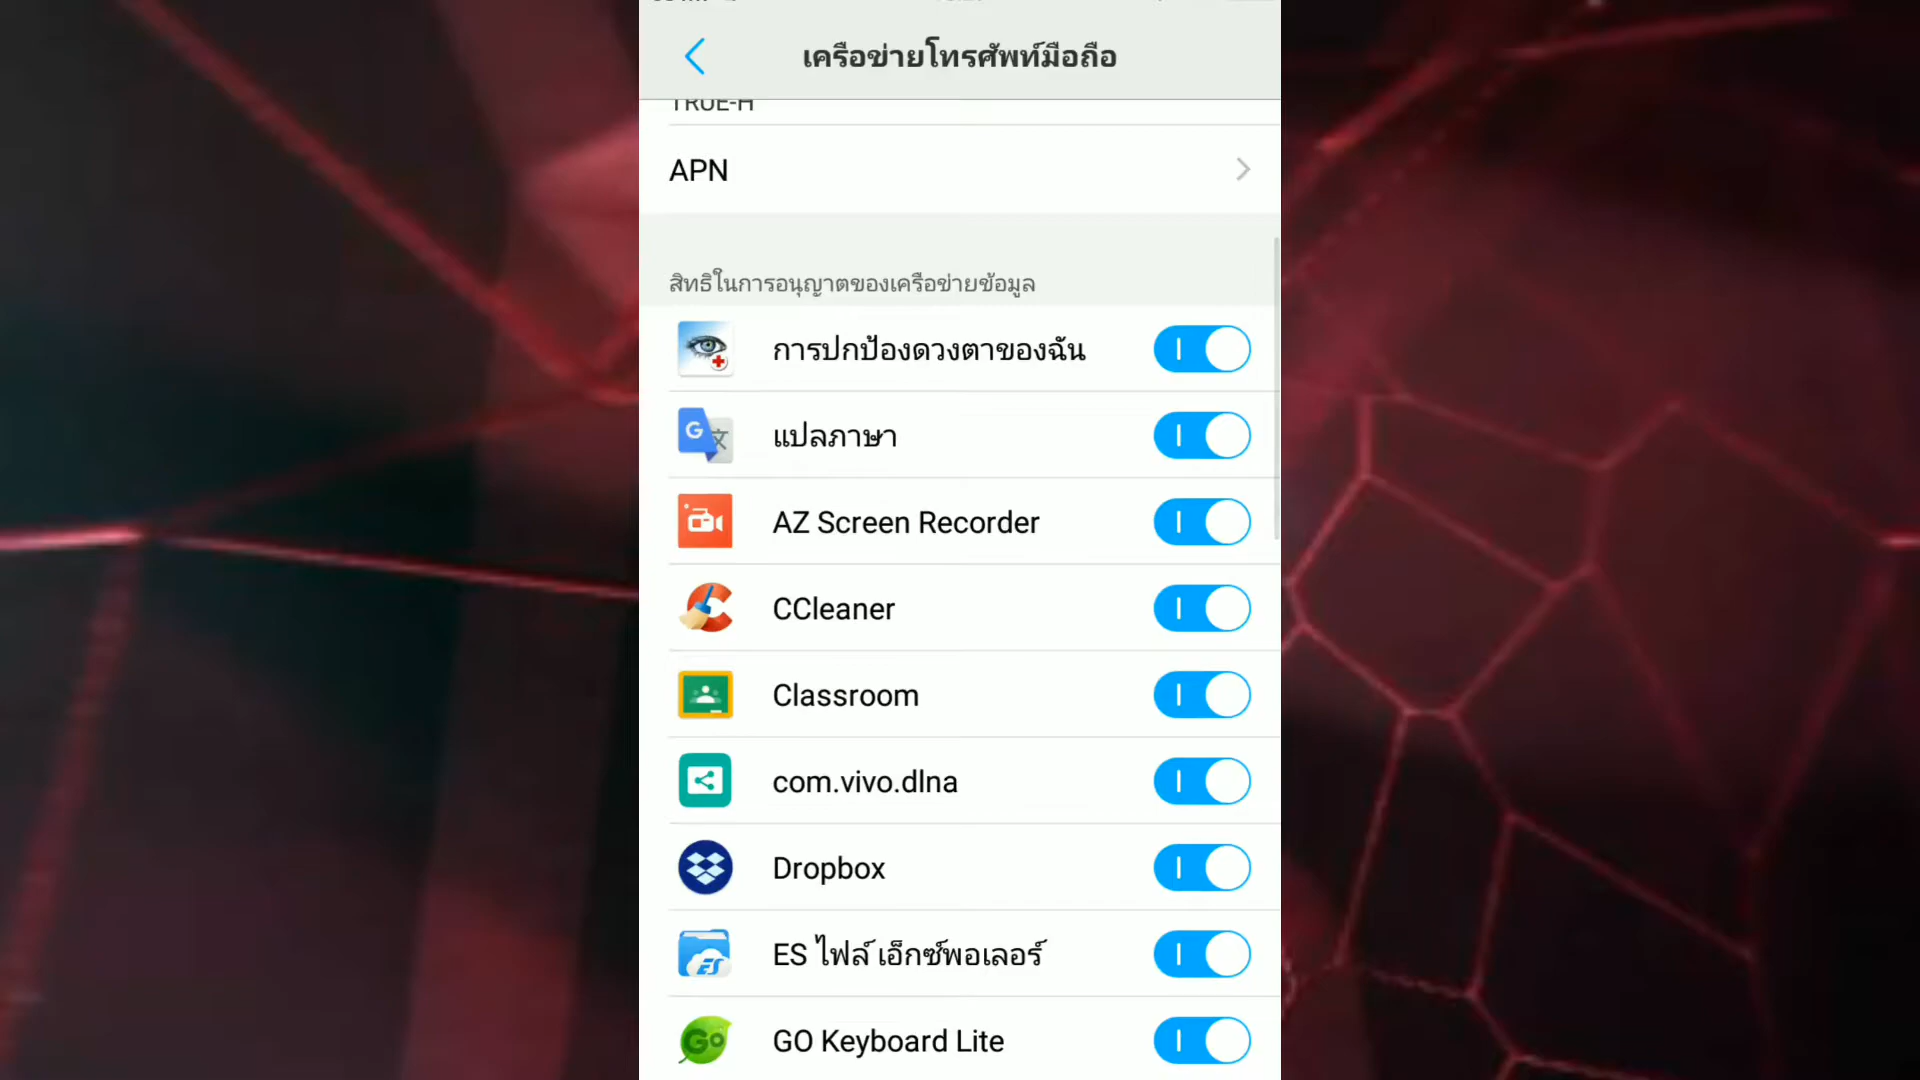 เครือข่ายโทรศัพท์มือถือ
TRUE-H
APN
สิทธิในการอนุญาตของเครือข่ายข้อมูล
การปกป้องดวงตาของฉัน
แปลภาษา
AZ Screen Recorder
CCleaner
Classroom
com.vivo.dlna
Dropbox
ES ไฟล์ เอ็กซ์พอเลอร์
GO Keyboard Lite